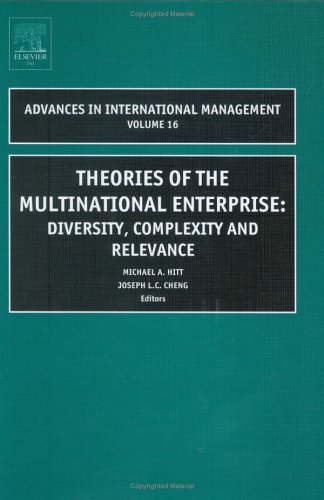 ELSEVIER
JAI
ADVANCES IN INTERNATIONAL MANAGEMENT
VOLUME 16
THEORIES OF THE
MULTINATIONAL ENTERPRISE:
DIVERSITY, COMPLEXITY AND
RELEVANCE
MICHAEL A. HITT
JOSEPH L.C. CHENG
Editors